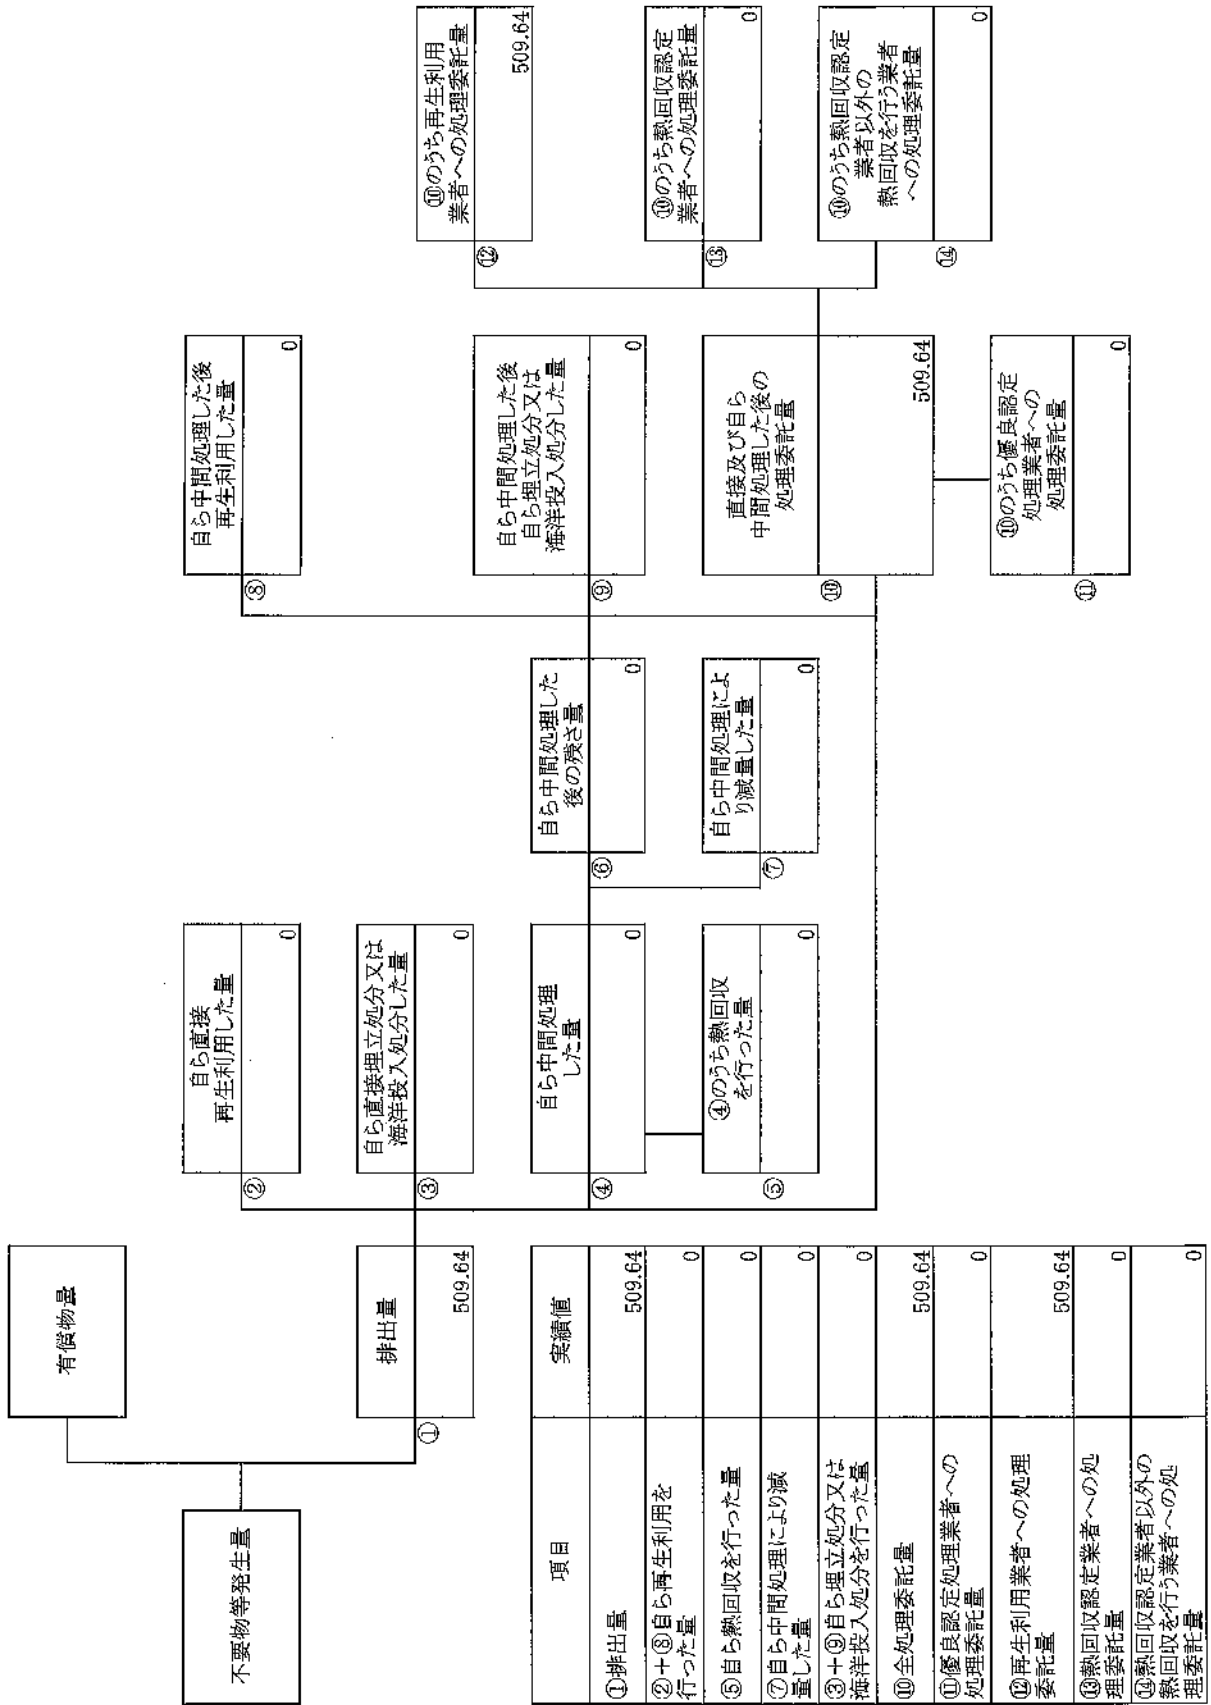 有償物量
不要物等発生量
①
排出量
509.64
②
自ら直接
再生利用した量
0
③
自ら直接埋立処分又は
海洋投入処分した量
0
④
自ら中間処理
した量
0
⑤
④のうち熱回収
を行った量
0
⑥
自ら中間処理した
後の残さ量
0
⑦
自ら中間処理によ
り減量した量
0
⑧
自ら中間処理した後
再生利用した量
0
⑨
自ら中間処理した後
自ら埋立処分又は
海洋投入処分した量
0
⑩
直接及び自ら
中間処理した後の
処理委託量
509.64
⑪
⑩のうち優良認定
処理業者への
処理委託量
0
⑫
⑩のうち再生利用
業者への処理委託量
509.64
⑬
⑩のうち熱回収認定
業者への処理委託量
0
⑭
⑩のうち熱回収認定
業者以外の
熱回収を行う業者
への処理委託量
0
項目 実績値
①排出量 509.64
②+⑧自ら再生利用を
行った量 0
⑤自ら熱回収を行った量 0
⑦自ら中間処理により減
量した量 0
③+⑨自ら埋立処分又は
海洋投入処分を行った量 0
⑩全処理委託量 509.64
⑪優良認定処理業者への
処理委託量 0
⑫再生利用業者への処理
委託量 509.64
⑬熱回収認定業者への処
理委託量 0
⑭熱回収認定業者以外の
熱回収を行う業者への処
理委託量 0